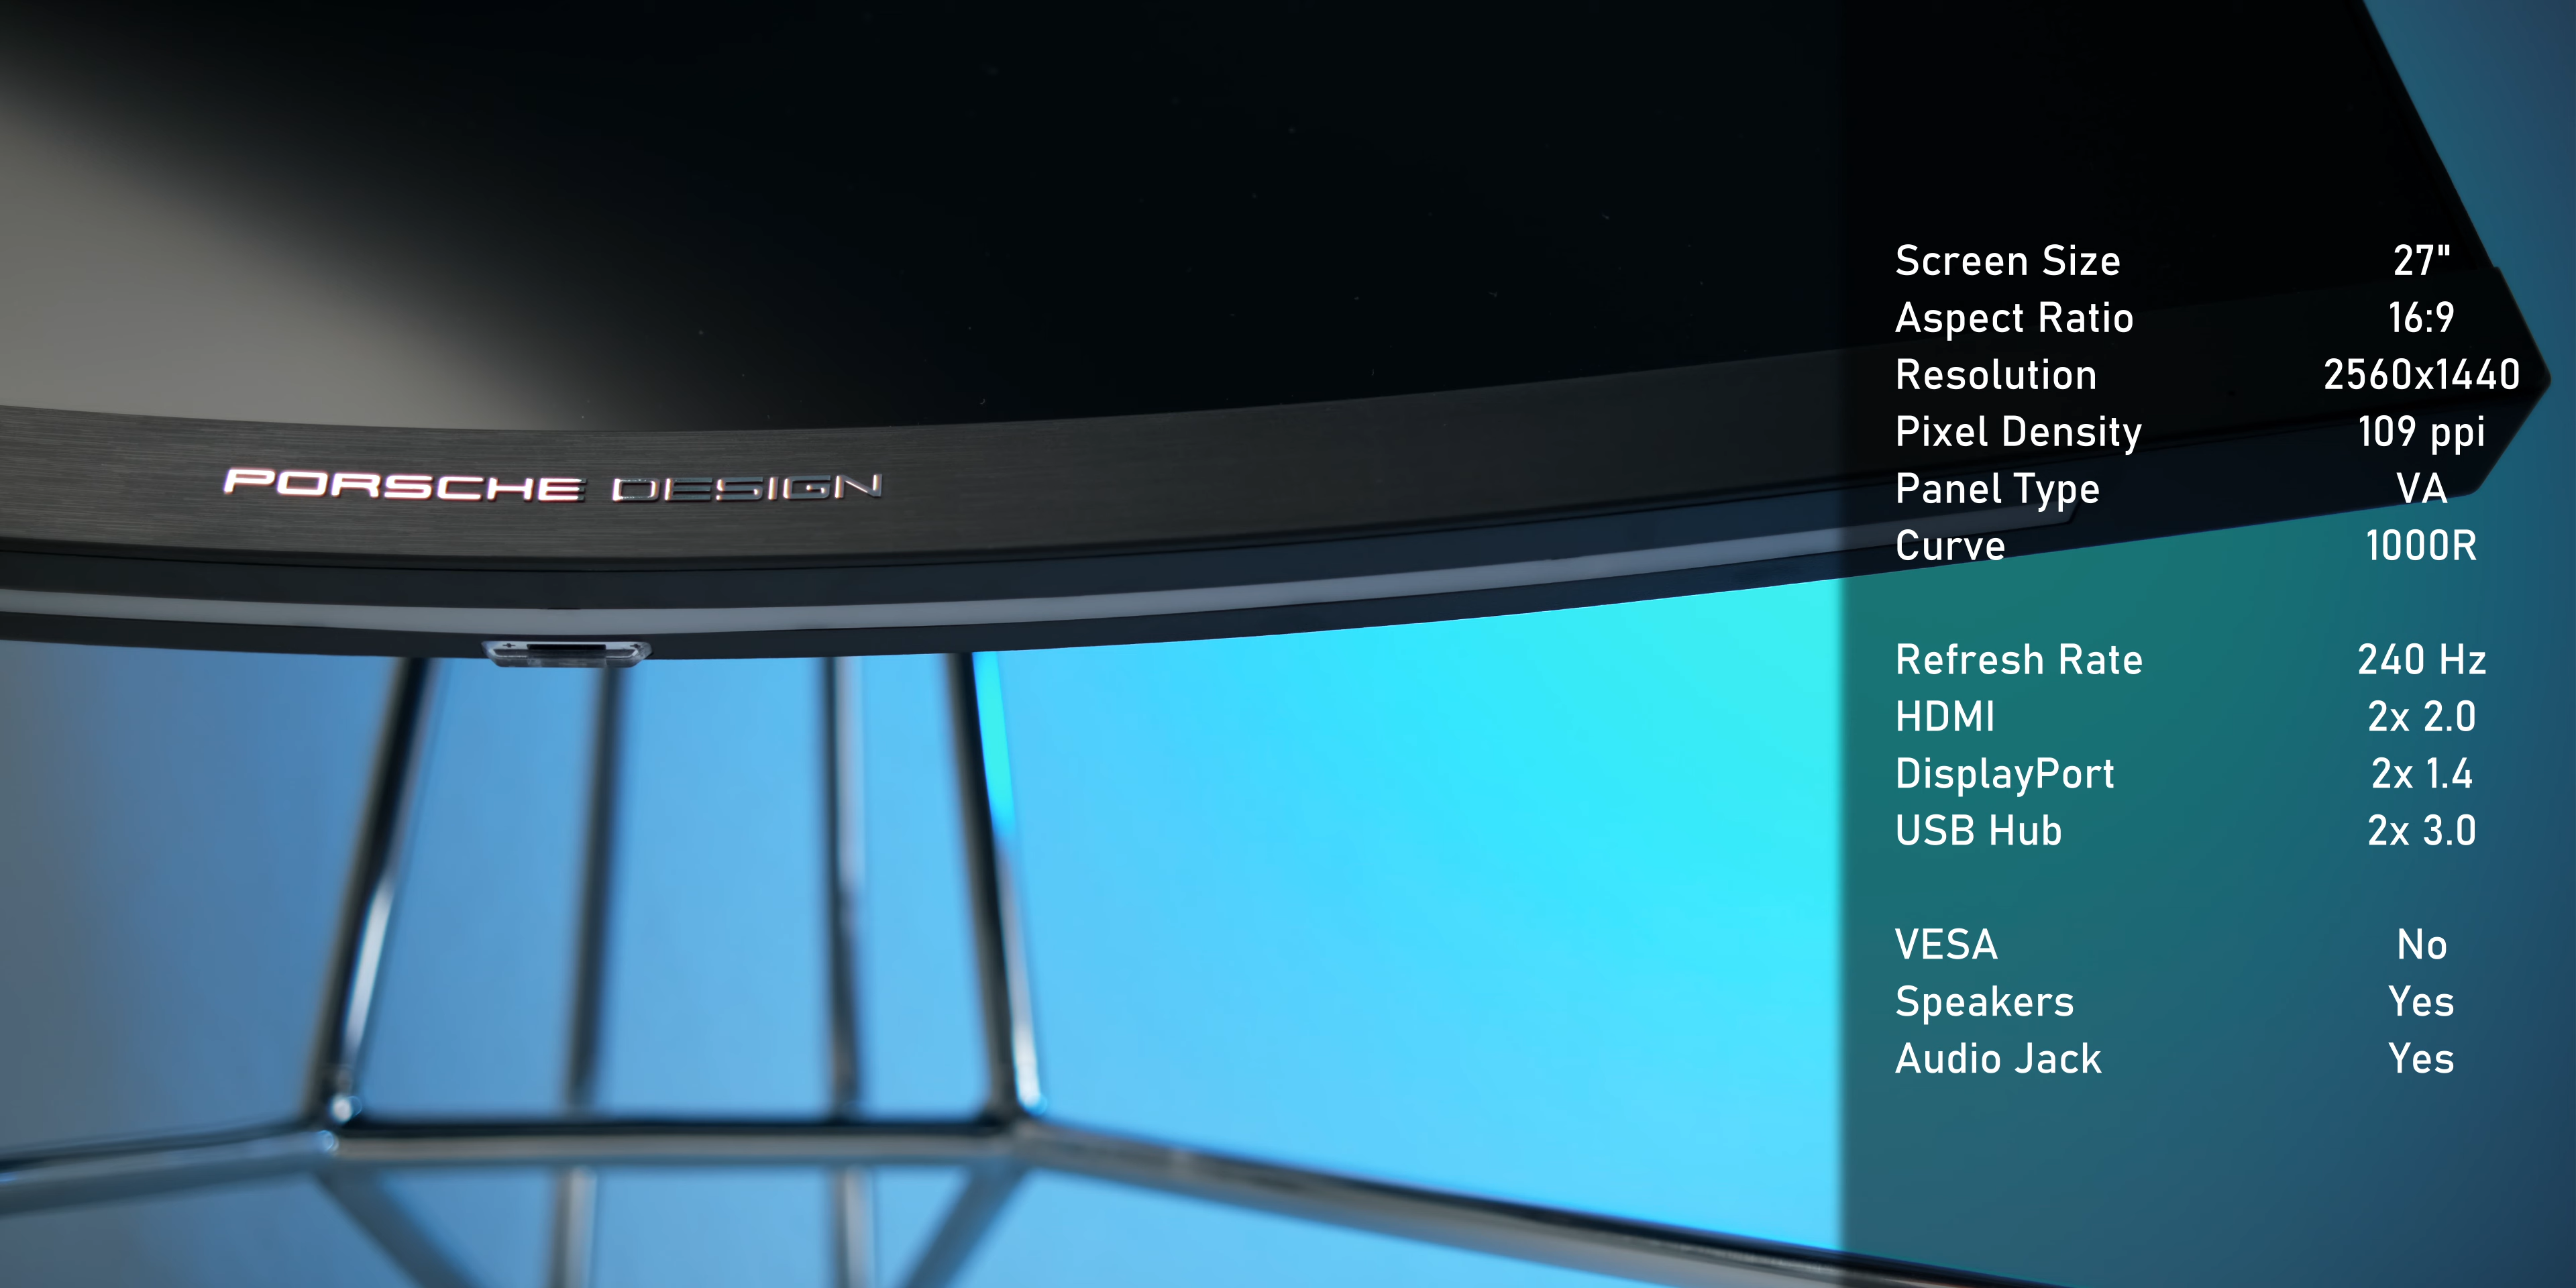 PORSCHE DESIGN
Screen Size 27"
Aspect Ratio 16:9
Resolution 2560x1440
Pixel Density 109 ppi
Panel Type VA
Curve 1000R
Refresh Rate 240 Hz
HDMI 2x 2.0
DisplayPort 2x 1.4
USB Hub 2x 3.0
VESA No
Speakers Yes
Audio Jack Yes